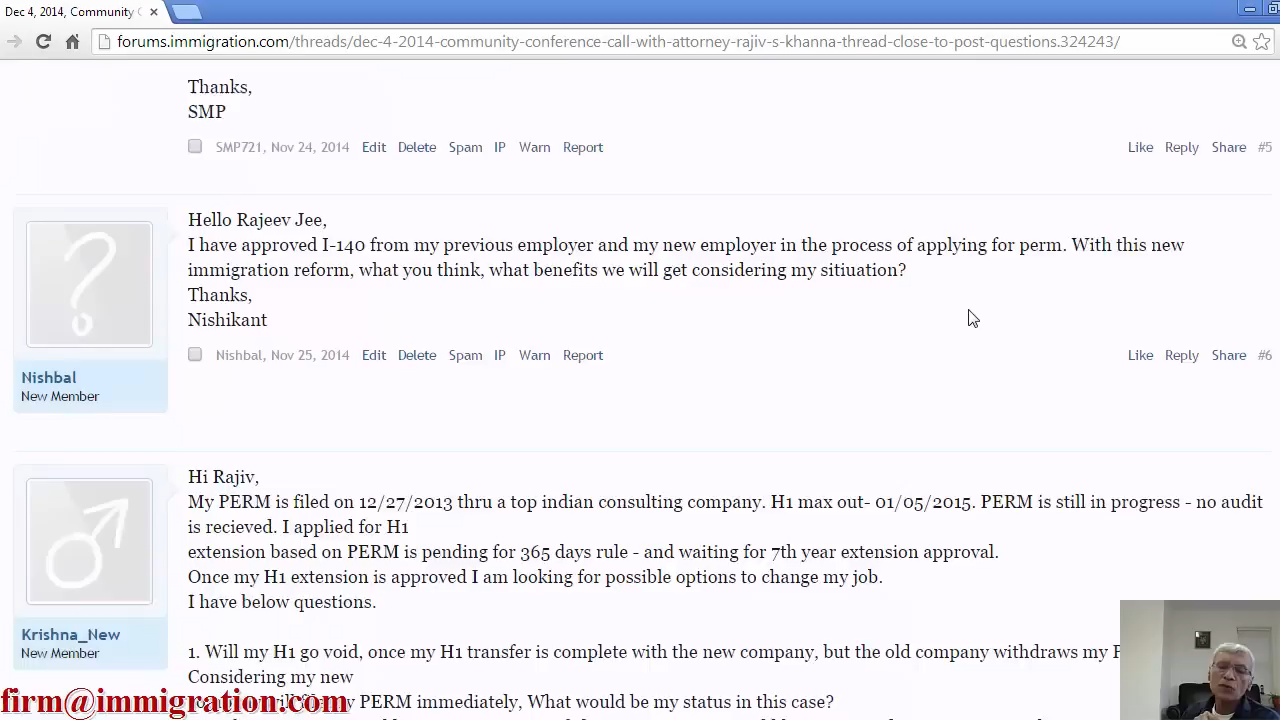 Dec 4, 2014, Community C
forums.immigration.com/threads/dec-4-2014-community-conference-call-with-attorney-rajiv-s-khanna-thread-close-to-post-questions.324243/
Thanks,
SMP
SMP721, Nov 24, 2014 Edit Delete Spam IP Warn Report Like Reply Share #5
Hello Rajeev Jee,
I have approved I-140 from my previous employer and my new employer in the process of applying for perm. With this new
immigration reform, what you think, what benefits we will get considering my sitiuation?
Thanks,
Nishikant
Nishbal, Nov 25, 2014 Edit Delete Spam IP Warn Report Like Reply Share #6
Nishbal
New Member
Hi Rajiv,
My PERM is filed on 12/27/2013 thru a top indian consulting company. H1 max out- 01/05/2015. PERM is still in progress - no audit
is recieved. I applied for H1
extension based on PERM is pending for 365 days rule - and waiting for 7th year extension approval.
Once my H1 extension is approved I am looking for possible options to change my job.
I have below questions.
Krishna_New
New Member
1. Will my H1 go void, once my H1 transfer is complete with the new company, but the old company withdraws my
Considering my new
my PERM immediately, What would be my status in this case?
firm@immigration.com